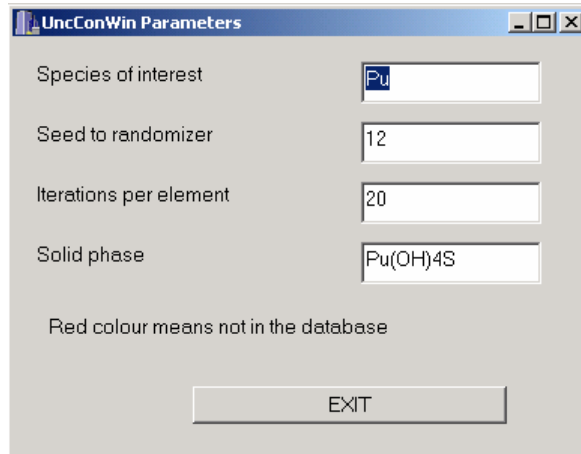 UncConWin Parameters
Species of interest Pu
Seed to randomizer 12
Iterations per element 20
Solid phase Pu(OH)4S
Red colour means not in the database
EXIT